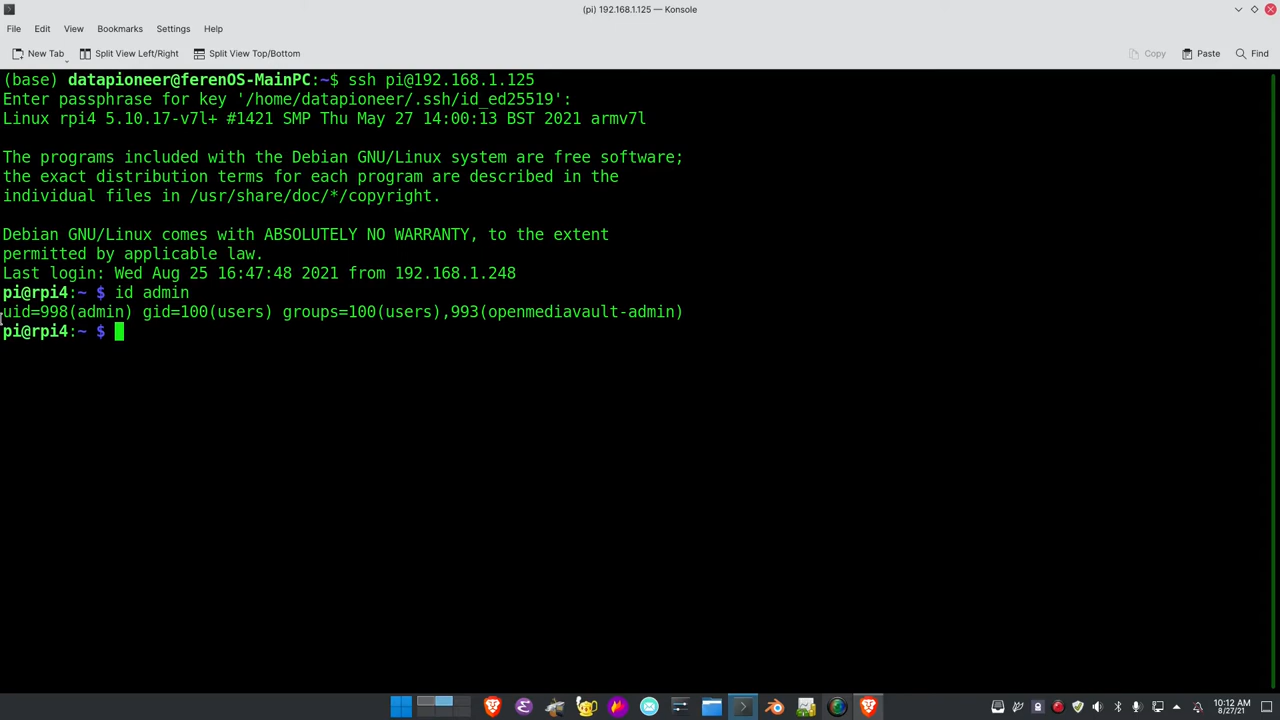 (pi) 192.168.1.125 — Konsole
File Edit View Bookmarks Settings Help
New Tab Split View Left/Right Split View Top/Bottom Copy Paste Find
(base) datapioneer@ferenOS-MainPC:~$ ssh pi@192.168.1.125
Enter passphrase for key '/home/datapioneer/.ssh/id_ed25519':
Linux rpi4 5.10.17-v7l+ #1421 SMP Thu May 27 14:00:13 BST 2021 armv7l
The programs included with the Debian GNU/Linux system are free software;
the exact distribution terms for each program are described in the
individual files in /usr/share/doc/*/copyright.
Debian GNU/Linux comes with ABSOLUTELY NO WARRANTY, to the extent
permitted by applicable law.
Last login: Wed Aug 25 16:47:48 2021 from 192.168.1.248
pi@rpi4:~ $ id admin
uid=998(admin) gid=100(users) groups=100(users),993(openmediavault-admin)
pi@rpi4:~ $
10:12 AM
8/27/21